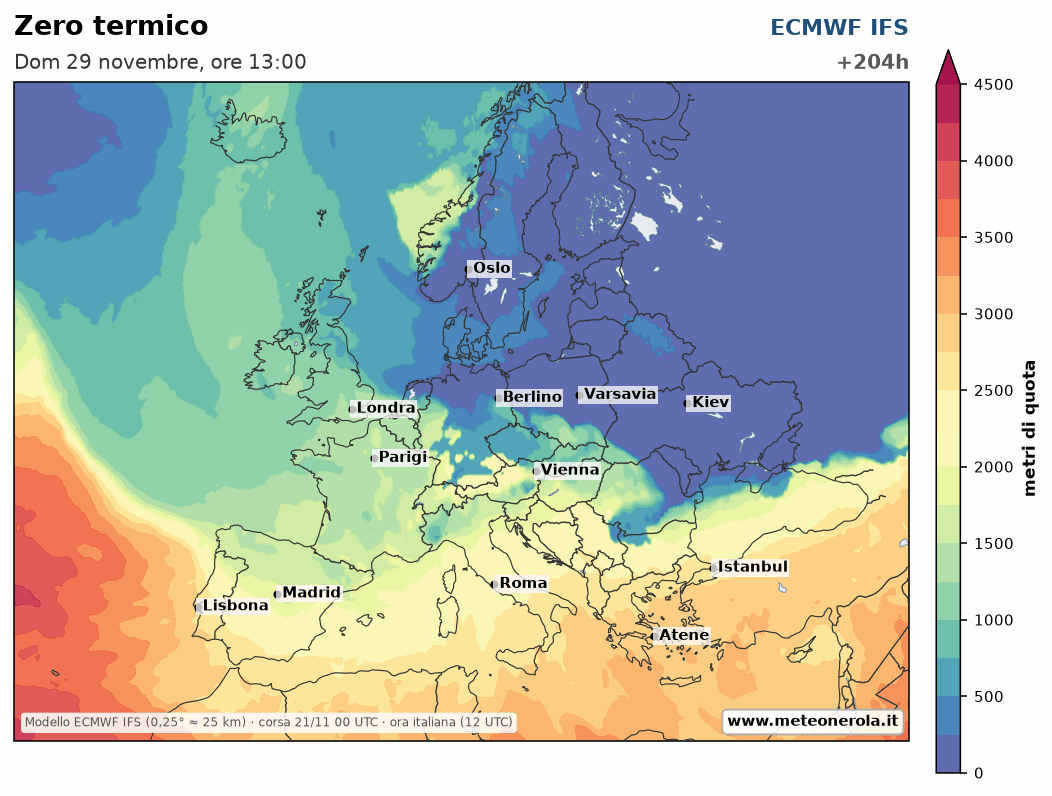 Zero termico
ECMWF IFS
Dom 29 novembre, ore 13:00
+204h
4500
4000
3500
3000
2500
2000
1500
1000
500
0
metri di quota
Oslo
Berlino
Varsavia
Kiev
Londra
Parigi
Vienna
Istanbul
Roma
Madrid
Lisbona
Atene
Modello ECMWF IFS (0,25° ≈ 25 km) · corsa 21/11 00 UTC · ora italiana (12 UTC)
www.meteonerola.it